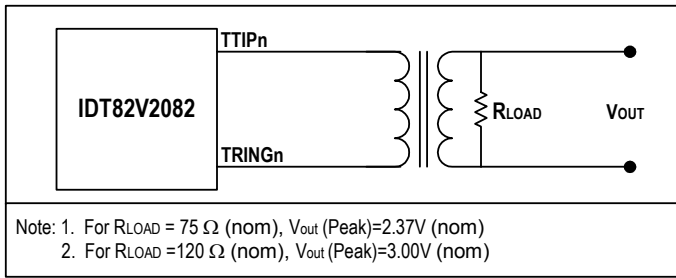 TTIPn
IDT82V2082
RLOAD
VOUT
TRINGn
Note: 1. For RLOAD = 75 Ω (nom), Vout (Peak)=2.37V (nom)
2. For RLOAD =120 Ω (nom), Vout (Peak)=3.00V (nom)